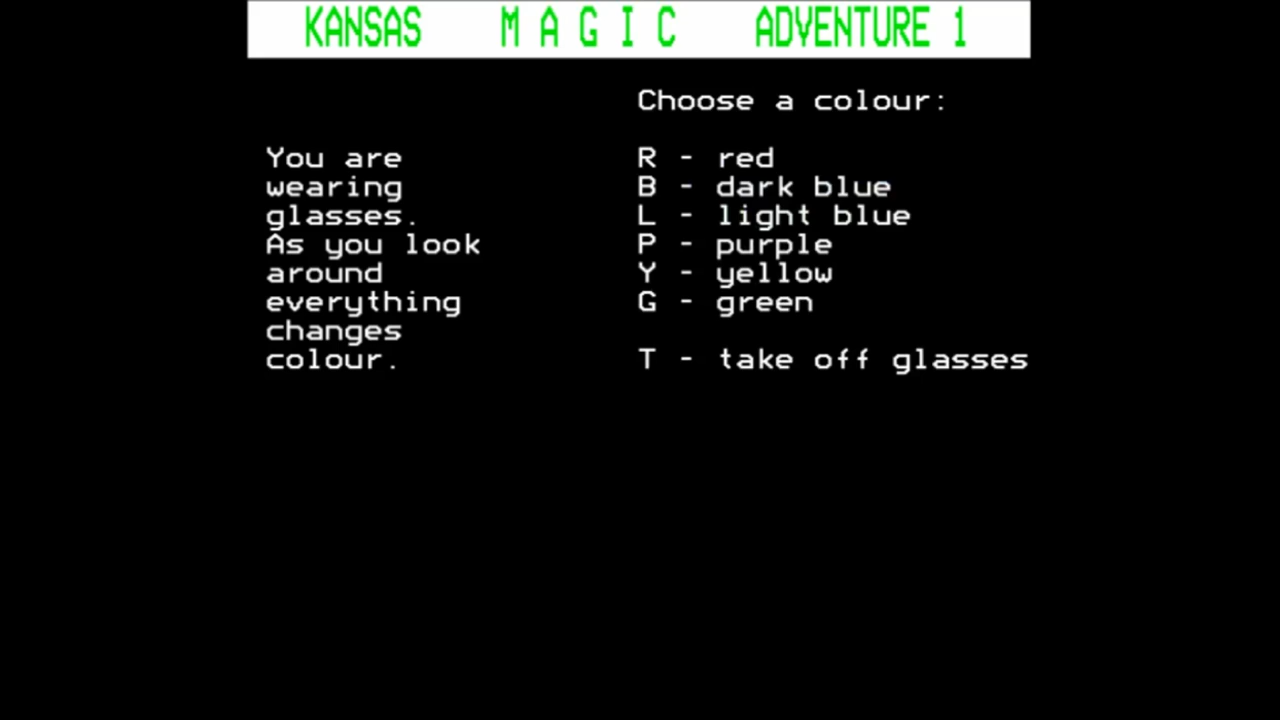 KANSAS M A G I C ADVENTURE 1
Choose a colour:
You are
wearing
glasses.
As you look
around
everything
changes
colour.
R - red
B - dark blue
L - light blue
P - purple
Y - yellow
G - green
T - take off glasses